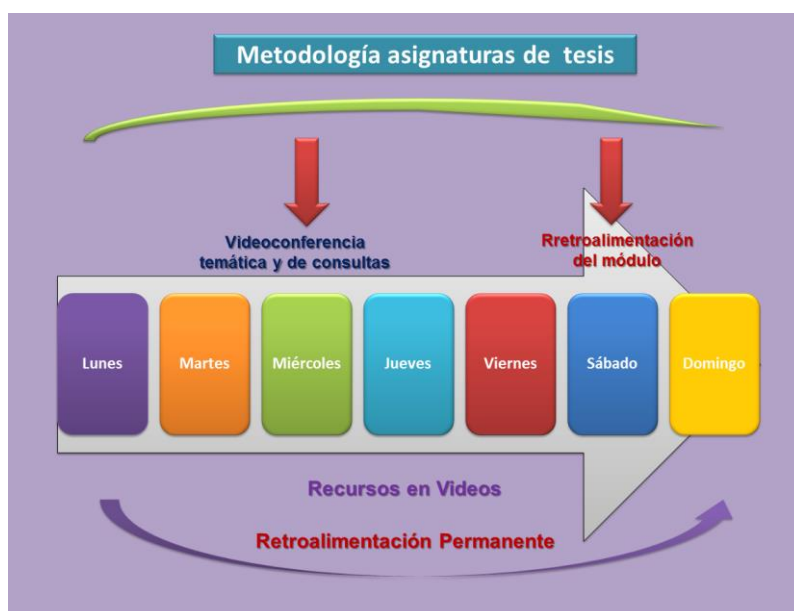 Metodología asignaturas de tesis
Videoconferencia
temática y de consultas
Rretroalimentación
del módulo
Lunes
Martes
Miércoles
Jueves
Viernes
Sábado
Domingo
Recursos en Videos
Retroalimentación Permanente